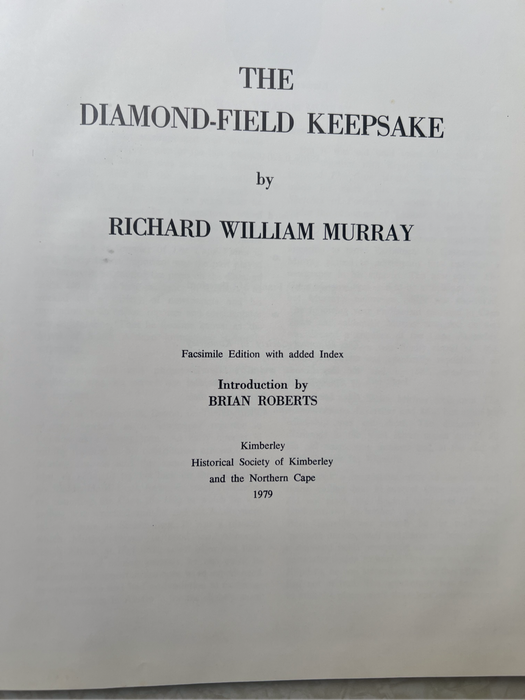 THE
DIAMOND-FIELD KEEPSAKE
by
RICHARD WILLIAM MURRAY
Facsimile Edition with added Index
Introduction by
BRIAN ROBERTS
Kimberley
Historical Society of Kimberley
and the Northern Cape
1979